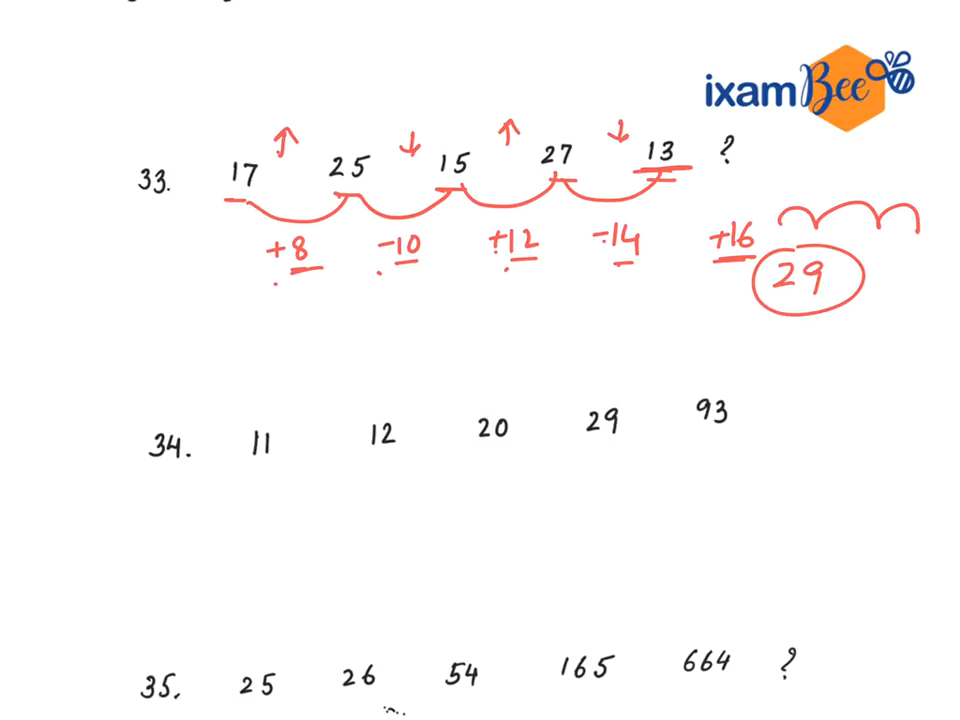 ixamBee
33. 17 25 15 27 13 ?
+8 -10 +12 -14 +16
29
34. 11 12 20 29 93
35. 25 26 54 165 664 ?